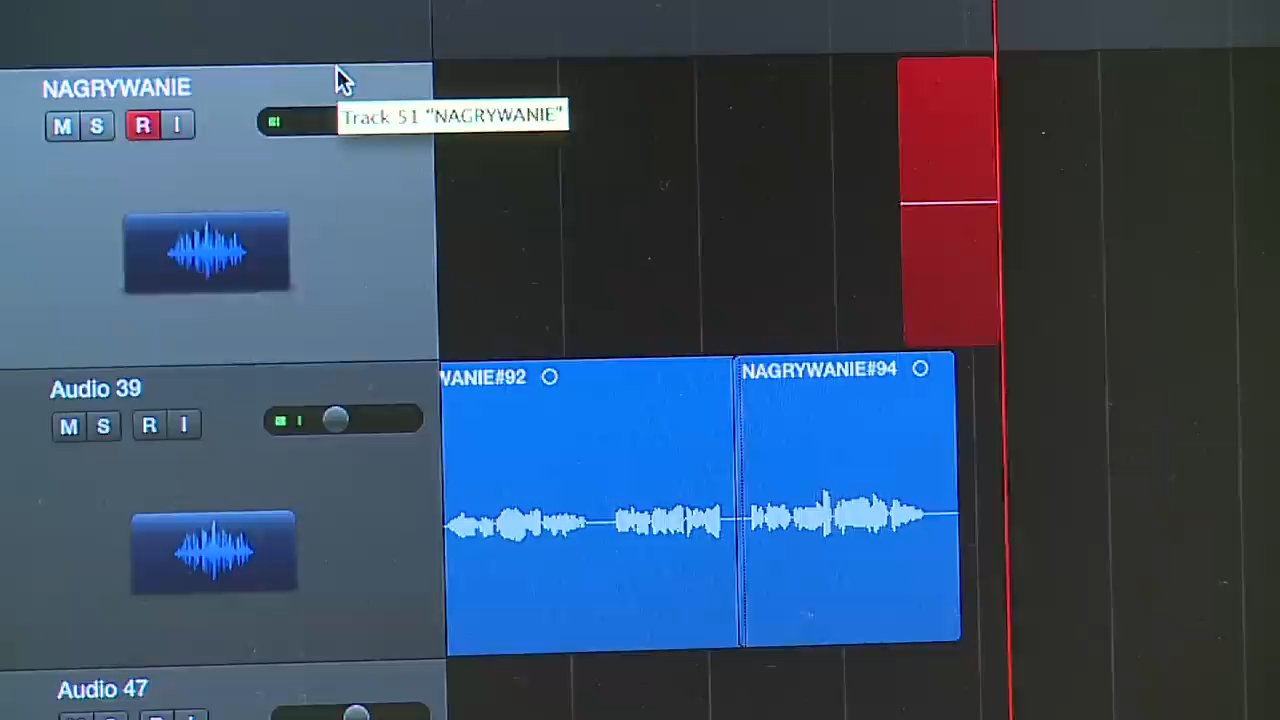 NAGRYWANIE
M S R I
Track 51 "NAGRYWANIE"
Audio 39
M S R I
WANIE#92
NAGRYWANIE#94
Audio 47